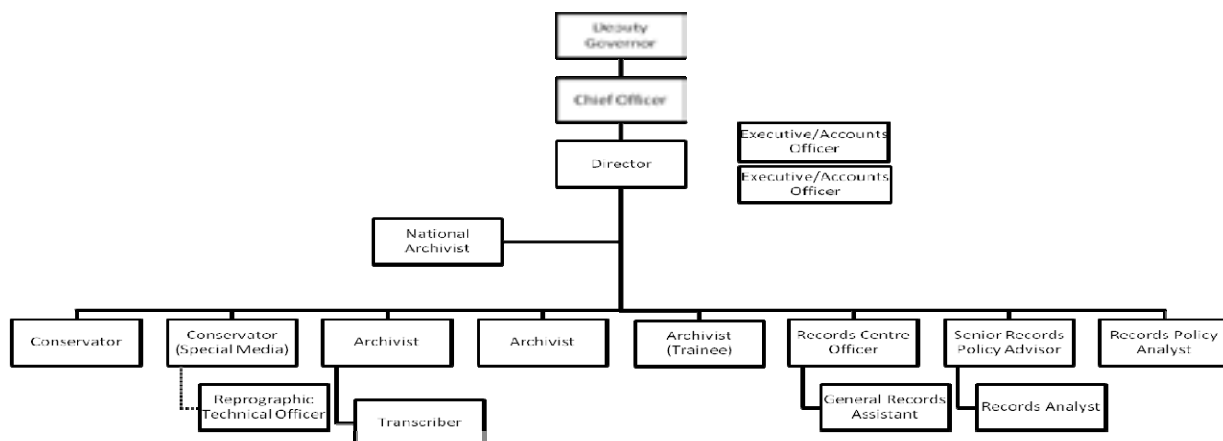 Deputy
Governor
Chief Officer
Director
Executive/Accounts
Officer
Executive/Accounts
Officer
National
Archivist
Conservator
Conservator
(Special Media)
Archivist
Archivist
Archivist
(Trainee)
Records Centre
Officer
Senior Records
Policy Advisor
Records Policy
Analyst
Reprographic
Technical Officer
Transcriber
General Records
Assistant
Records Analyst